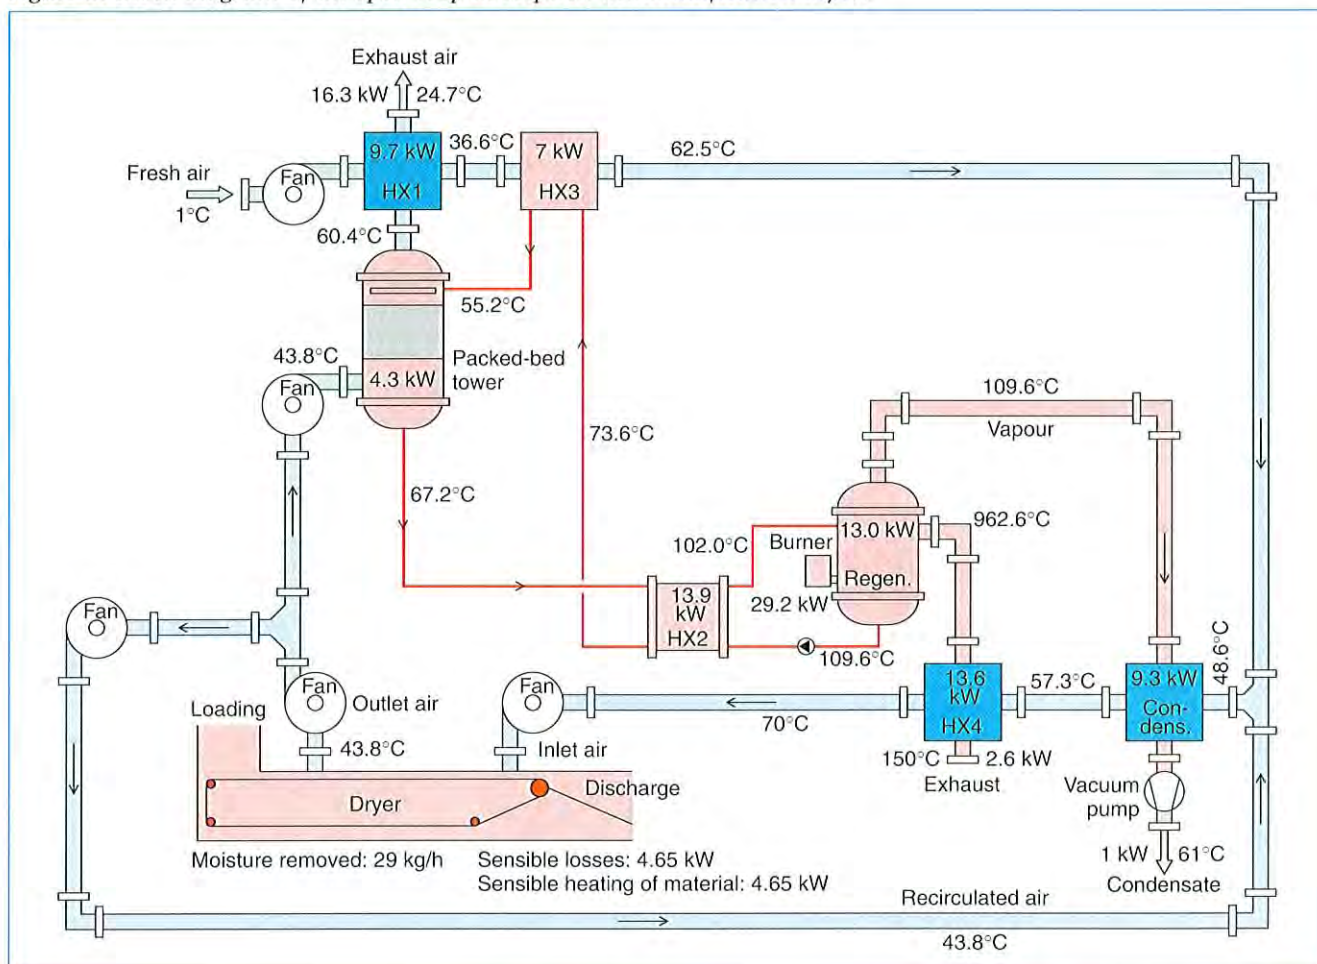 Exhaust air
16.3 kW
24.7°C
9.7 kW
HX1
36.6°C
7 kW
HX3
62.5°C
Fresh air
1°C
Fan
60.4°C
55.2°C
43.8°C
Fan
4.3 kW
Packed-bed
tower
73.6°C
109.6°C
Vapour
67.2°C
962.6°C
13.0 kW
102.0°C
Burner
Regen.
29.2 kW
13.9
kW
HX2
109.6°C
Fan
48.6°C
Fan
Outlet air
43.8°C
Fan
Inlet air
70°C
13.6
kW
HX4
57.3°C
9.3 kW
Con-
dens.
150°C
2.6 kW
Exhaust
Loading
Discharge
Dryer
Vacuum
pump
Moisture removed: 29 kg/h
Sensible losses: 4.65 kW
Sensible heating of material: 4.65 kW
1 kW
61°C
Condensate
Recirculated air
43.8°C